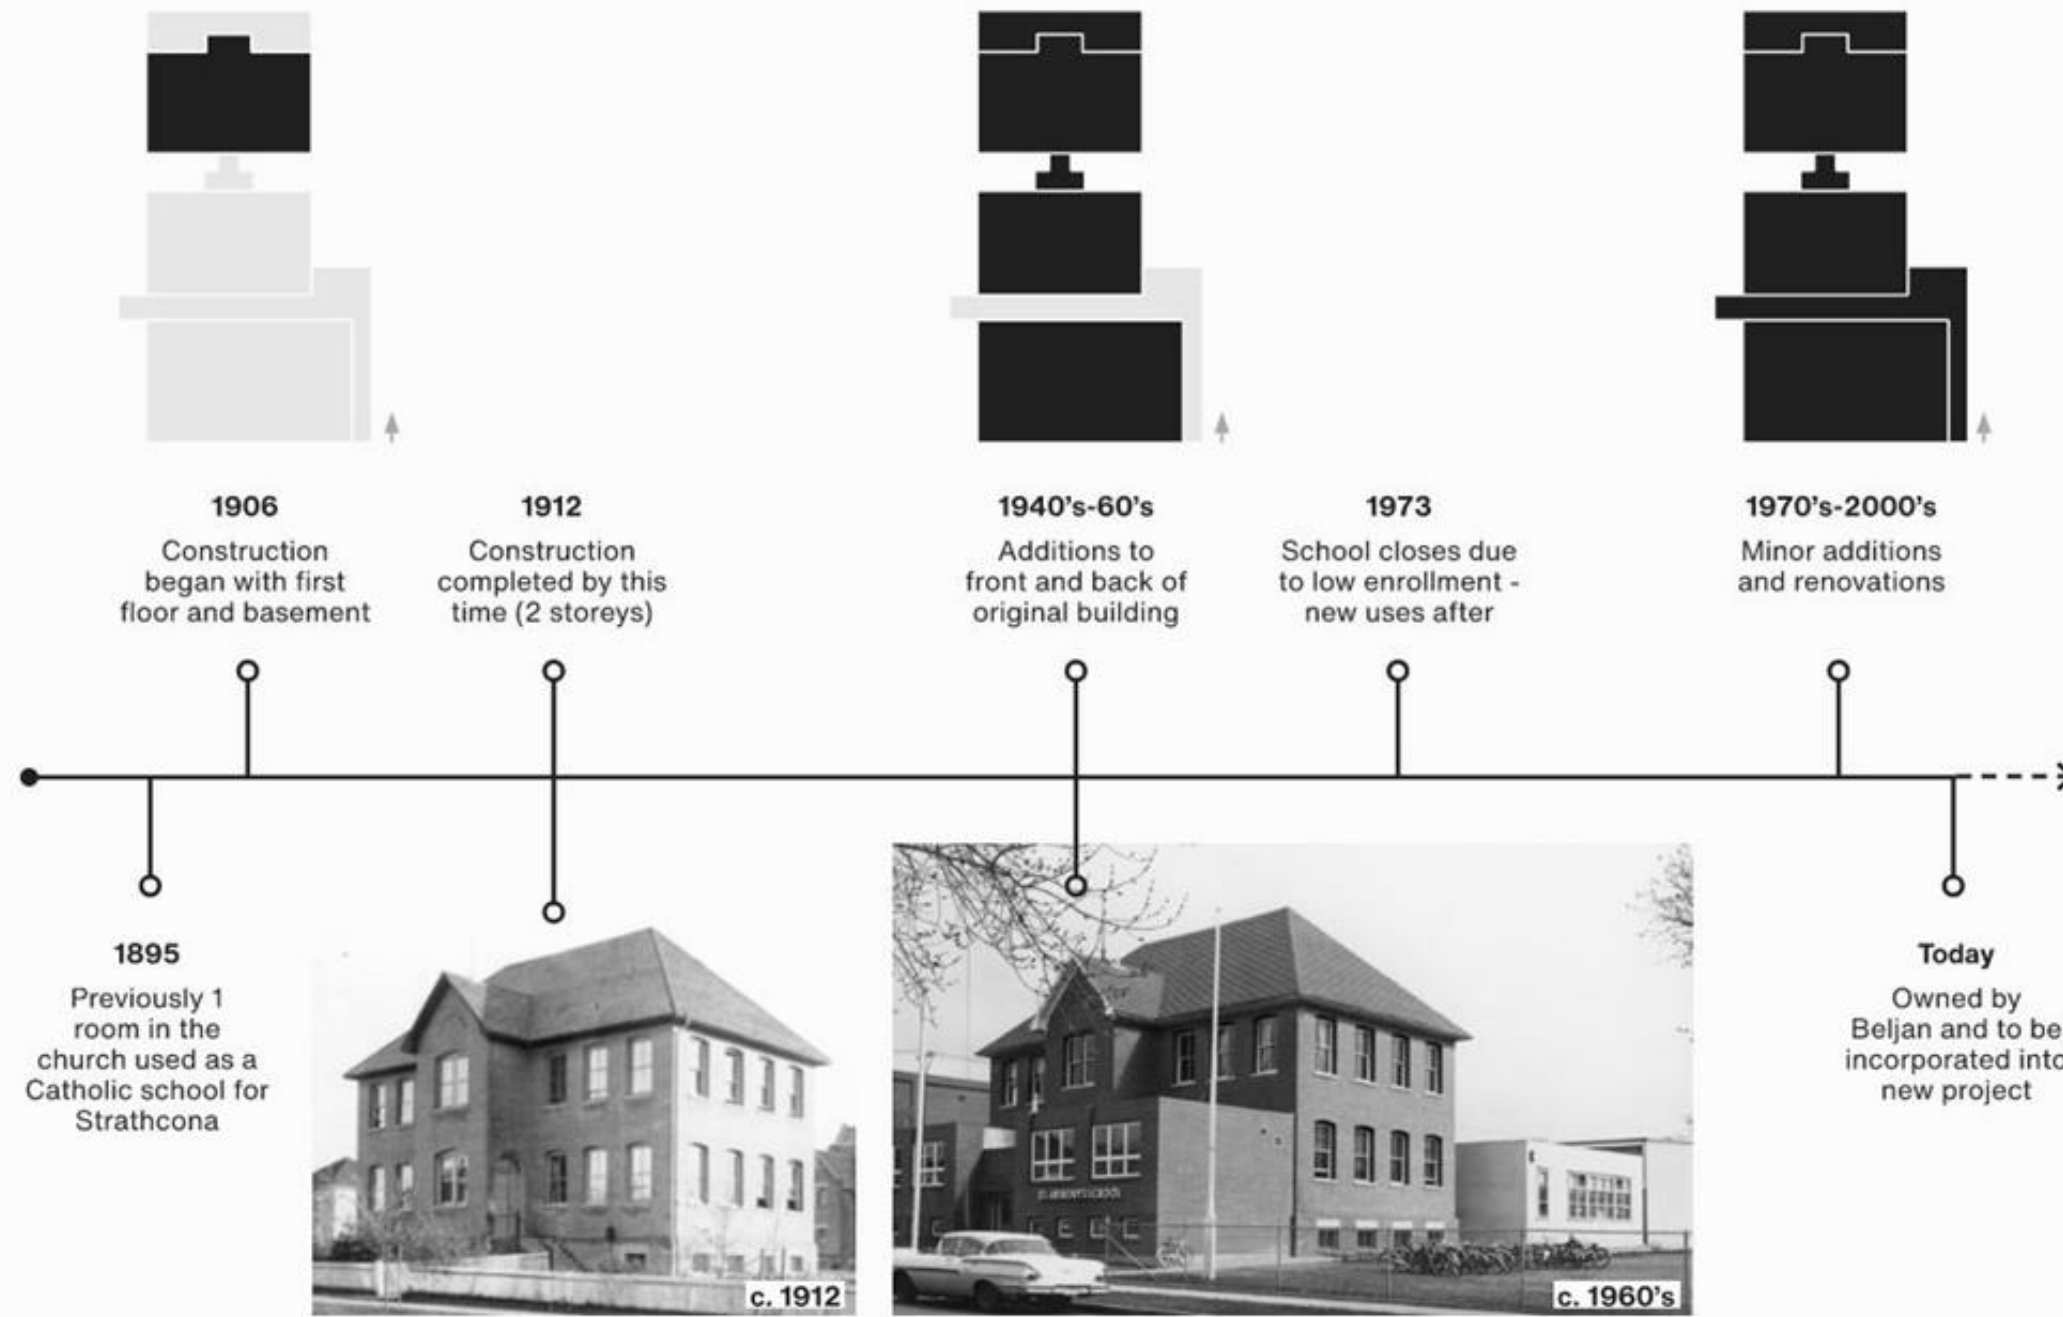 1906
Construction
began with first
floor and basement
1912
Construction
completed by this
time (2 storeys)
1940's-60's
Additions to
front and back of
original building
1973
School closes due
to low enrollment -
new uses after
1970's-2000's
Minor additions
and renovations
1895
Previously 1
room in the
church used as a
Catholic school for
Strathcona
c. 1912
c. 1960's
Today
Owned by
Beljan and to be
incorporated into
new project